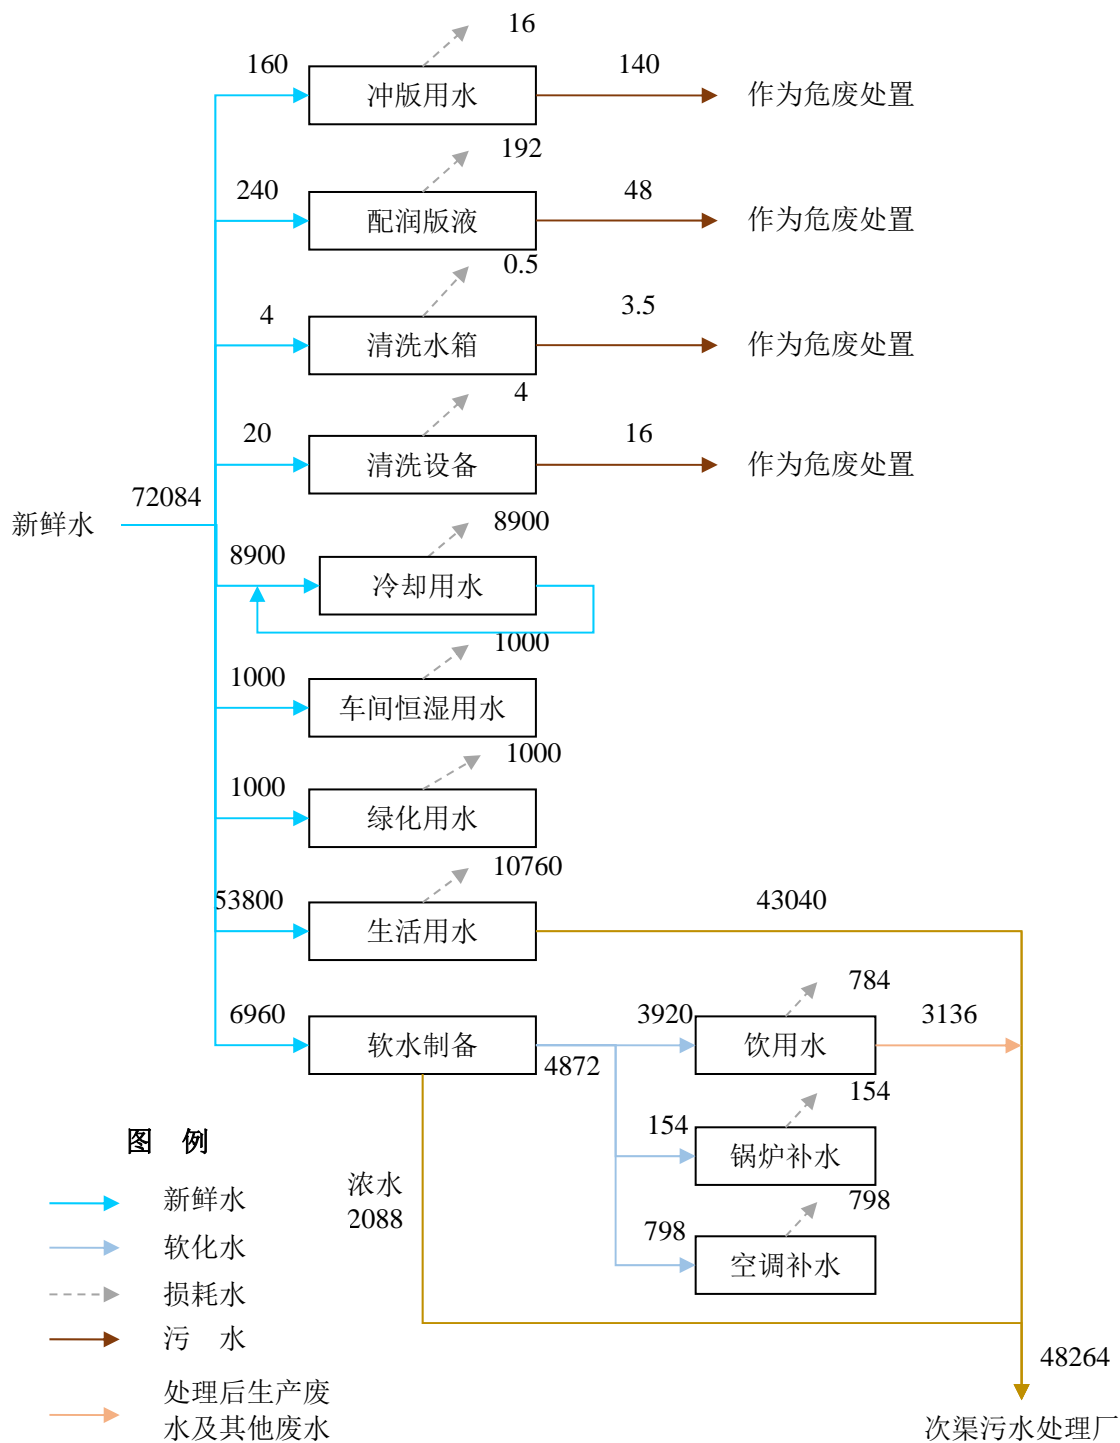 16
160
冲版用水
140
作为危废处置
192
240
配润版液
48
作为危废处置
0.5
4
清洗水箱
3.5
作为危废处置
4
20
清洗设备
16
作为危废处置
72084
新鲜水
8900
8900
冷却用水
1000
1000
车间恒湿用水
1000
1000
绿化用水
10760
53800
生活用水
43040
784
6960
软水制备
4872
3920
饮用水
3136
154
154
锅炉补水
798
798
空调补水
浓水
2088
48264
次渠污水处理厂
图 例
新鲜水
软化水
损耗水
污 水
处理后生产废
水及其他废水